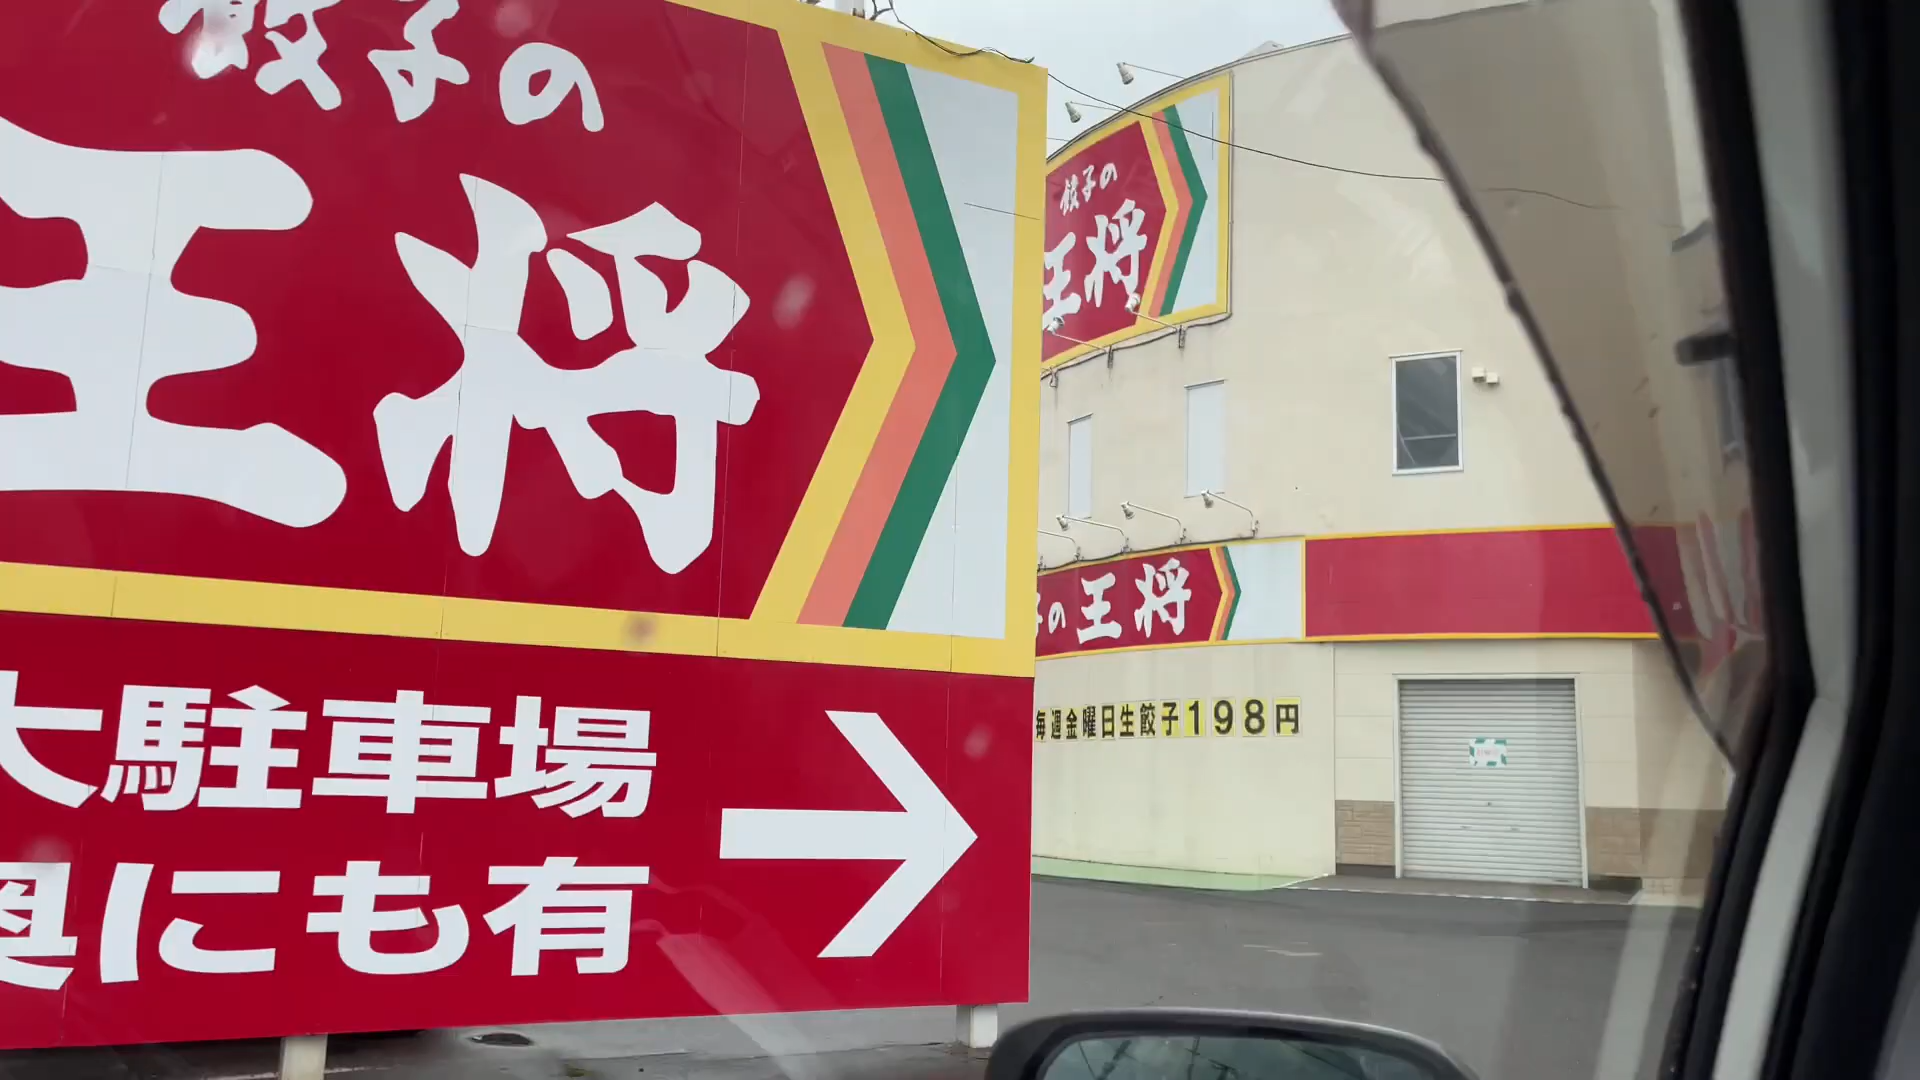 餃子の
王将
大駐車場
奥にも有
餃子の
王将
の王将
毎週金曜日生餃子198円